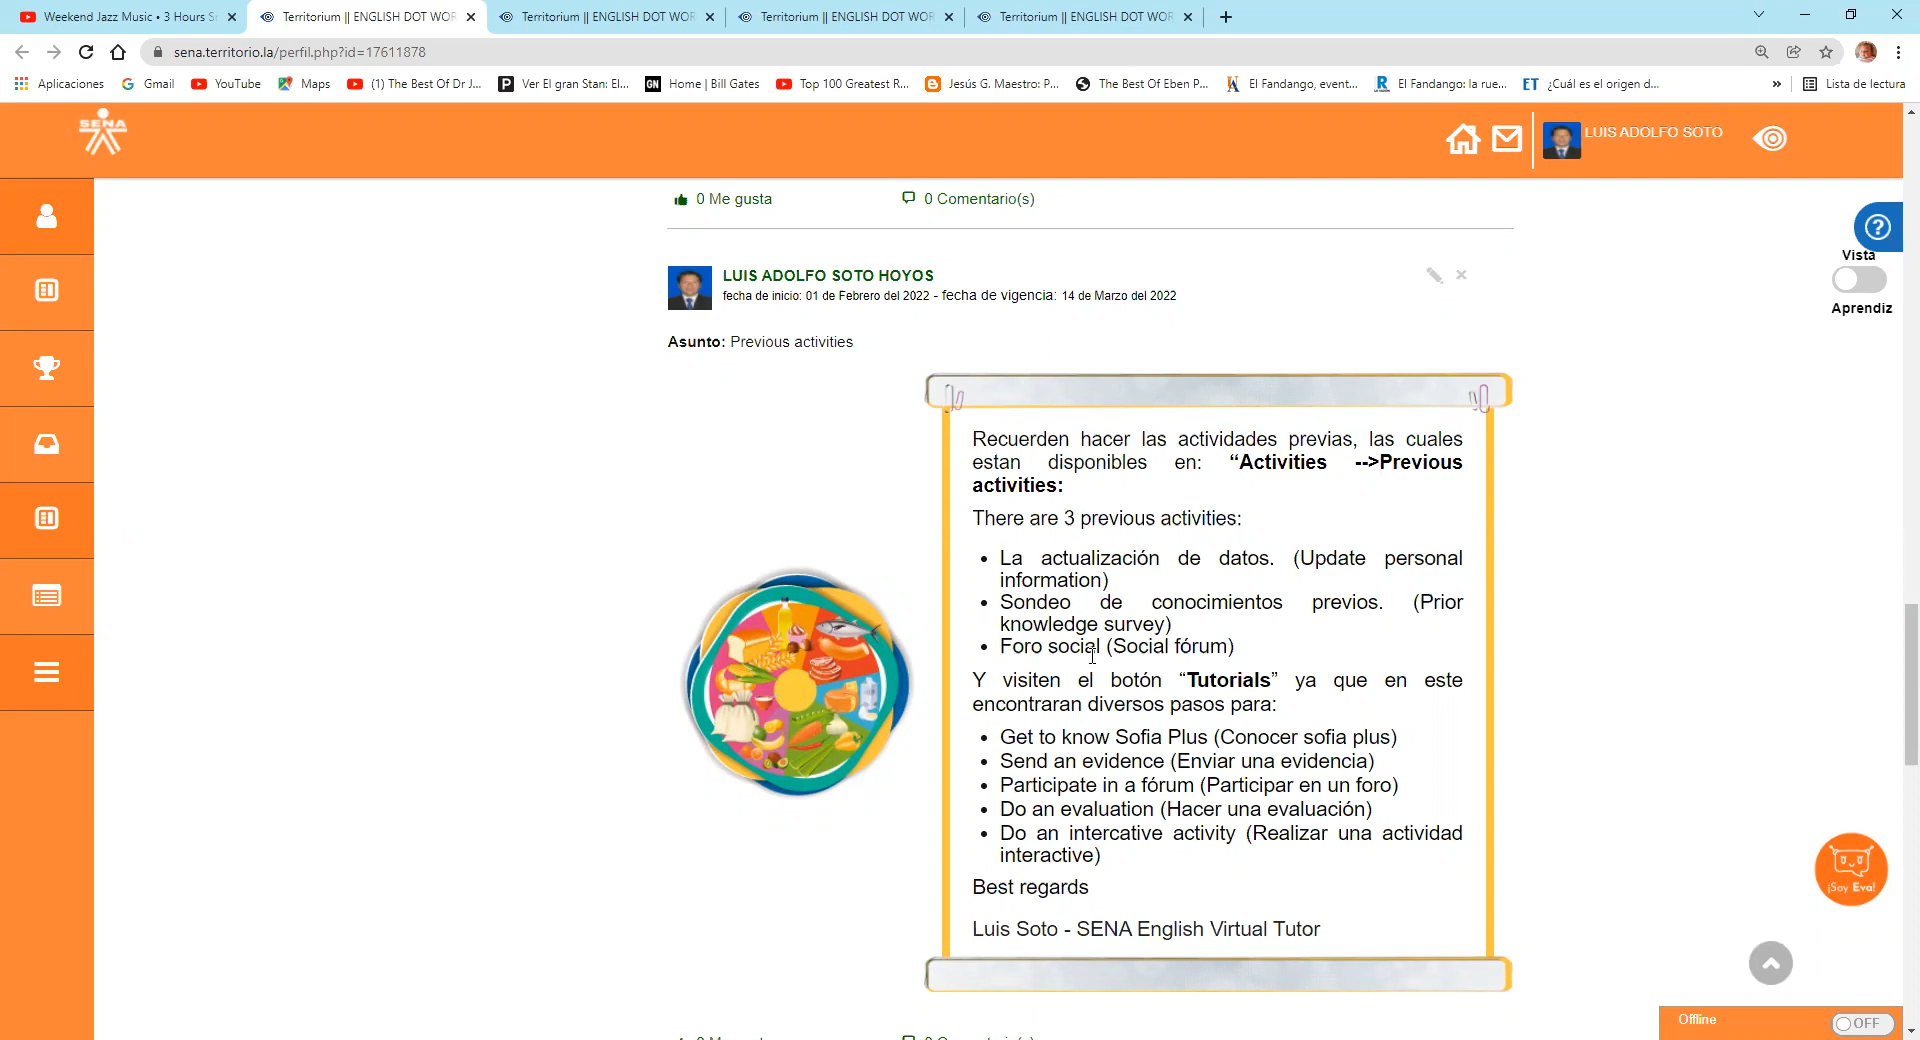 Weekend Jazz Music • 3 Hours S
Territorium || ENGLISH DOT WOR
Territorium || ENGLISH DOT WOR
Territorium || ENGLISH DOT WOR
Territorium || ENGLISH DOT WOR
sena.territorio.la/perfil.php?id=17611878
Aplicaciones
Gmail
YouTube
Maps
(1) The Best Of Dr J...
Ver El gran Stan: El...
GN Home | Bill Gates
Top 100 Greatest R...
Jesús G. Maestro: P...
The Best Of Eben P...
El Fandango, event...
El Fandango: la rue...
ET ¿Cuál es el origen d...
»
Lista de lectura
SENA
LUIS ADOLFO SOTO
0 Me gusta
0 Comentario(s)
Vista
Aprendiz
LUIS ADOLFO SOTO HOYOS
fecha de inicio: 01 de Febrero del 2022 - fecha de vigencia: 14 de Marzo del 2022
Asunto: Previous activities
Recuerden hacer las actividades previas, las cuales
estan disponibles en: “Activities -->Previous
activities:
There are 3 previous activities:
• La actualización de datos. (Update personal
information)
• Sondeo de conocimientos previos. (Prior
knowledge survey)
• Foro social (Social fórum)
Y visiten el botón “Tutorials” ya que en este
encontraran diversos pasos para:
• Get to know Sofia Plus (Conocer sofia plus)
• Send an evidence (Enviar una evidencia)
• Participate in a fórum (Participar en un foro)
• Do an evaluation (Hacer una evaluación)
• Do an intercative activity (Realizar una actividad
interactive)
Best regards
Luis Soto - SENA English Virtual Tutor
¡Soy Eva!
Offline
OFF